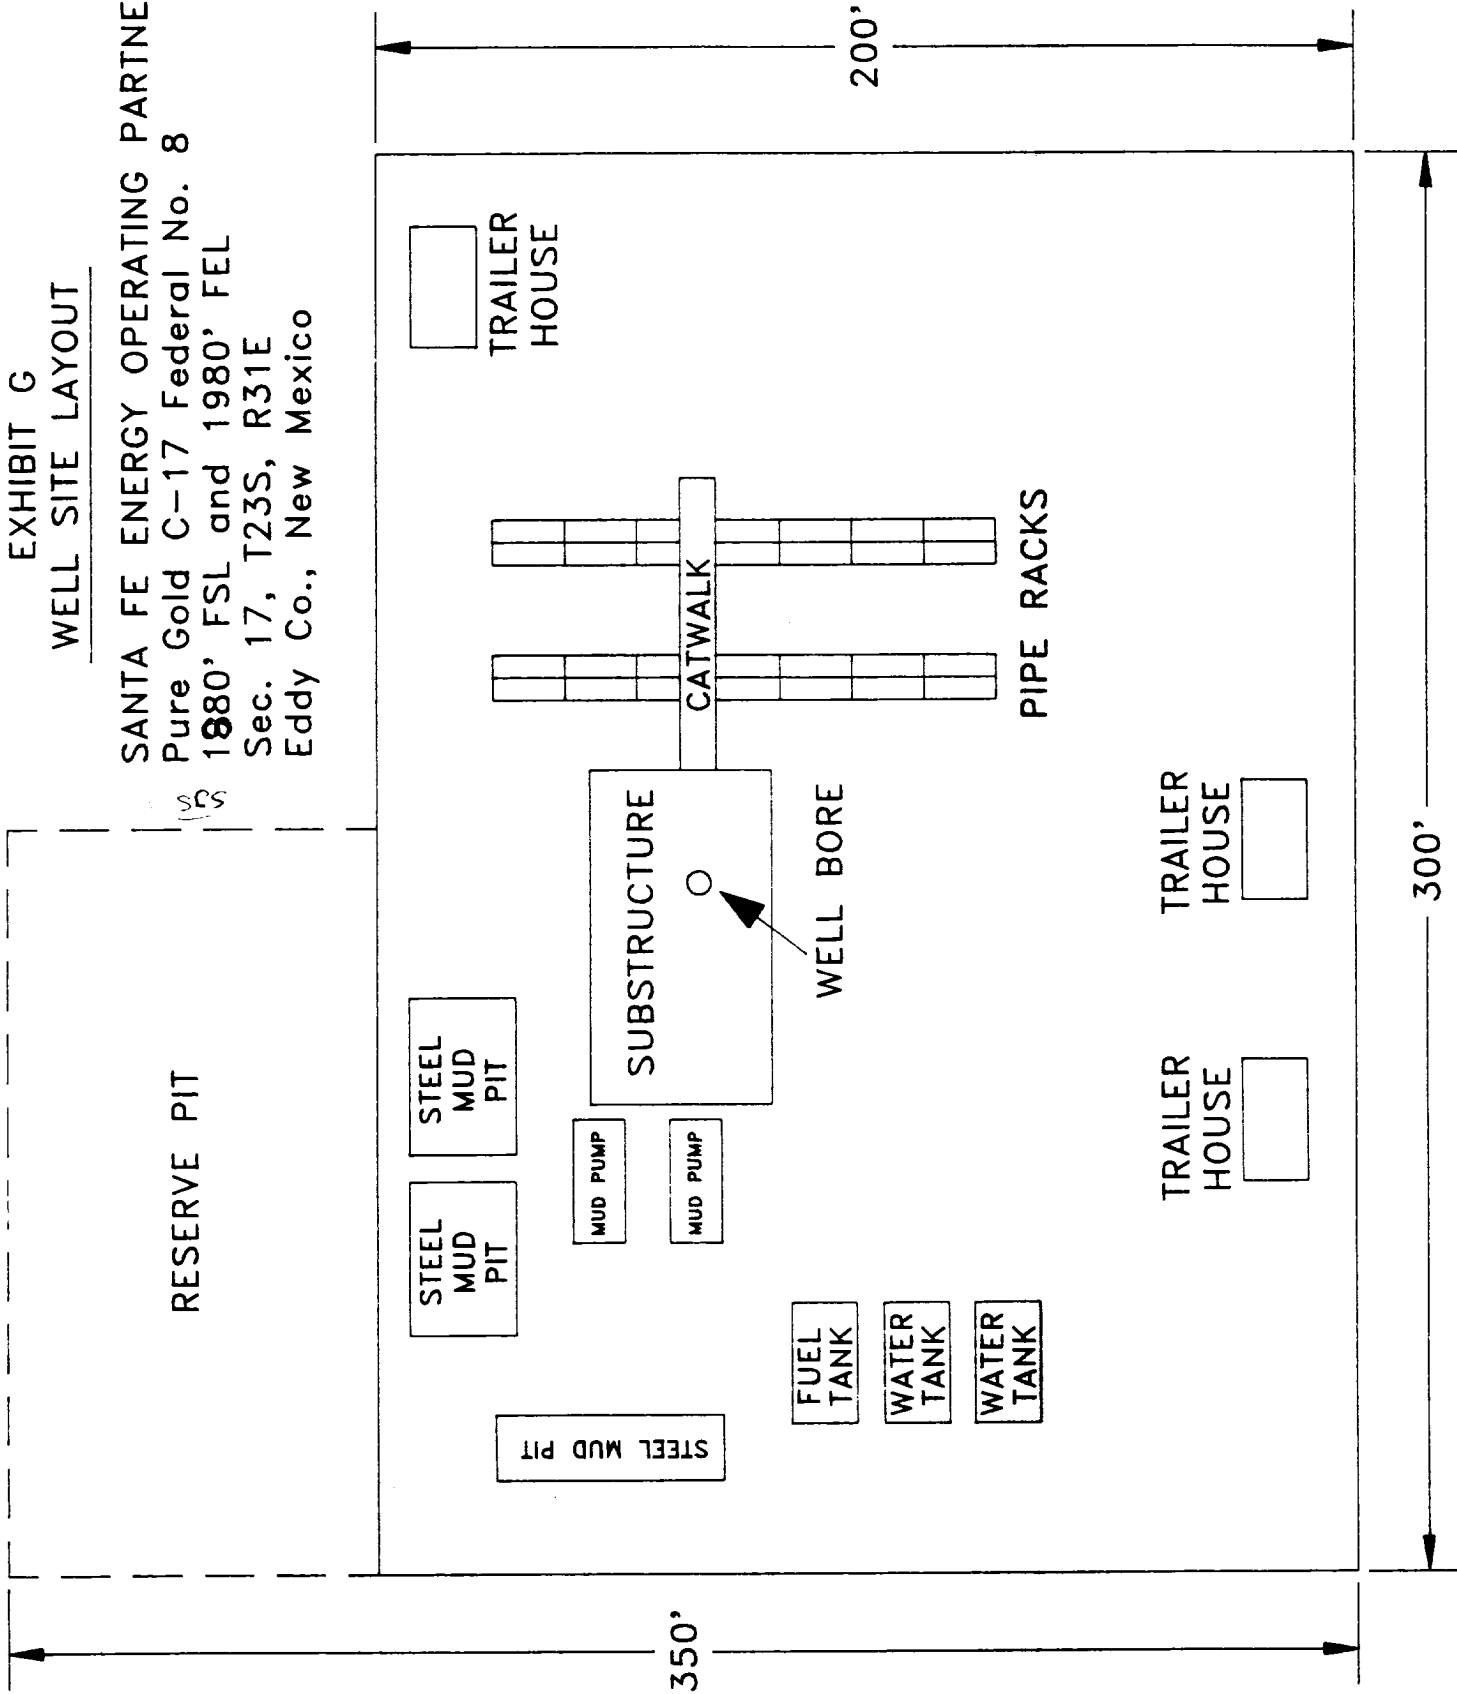 EXHIBIT G
WELL SITE LAYOUT
SANTA FE ENERGY OPERATING PARTNE
Pure Gold C-17 Federal No. 8
1880' FSL and 1980' FEL
Sec. 17, T23S, R31E
Eddy Co., New Mexico
SJS
RESERVE PIT
200'
TRAILER
HOUSE
STEEL
MUD
PIT
STEEL
MUD
PIT
STEEL MUD PIT
MUD PUMP
MUD PUMP
SUBSTRUCTURE
CATWALK
PIPE RACKS
WELL BORE
FUEL
TANK
WATER
TANK
WATER
TANK
TRAILER
HOUSE
TRAILER
HOUSE
350'
300'